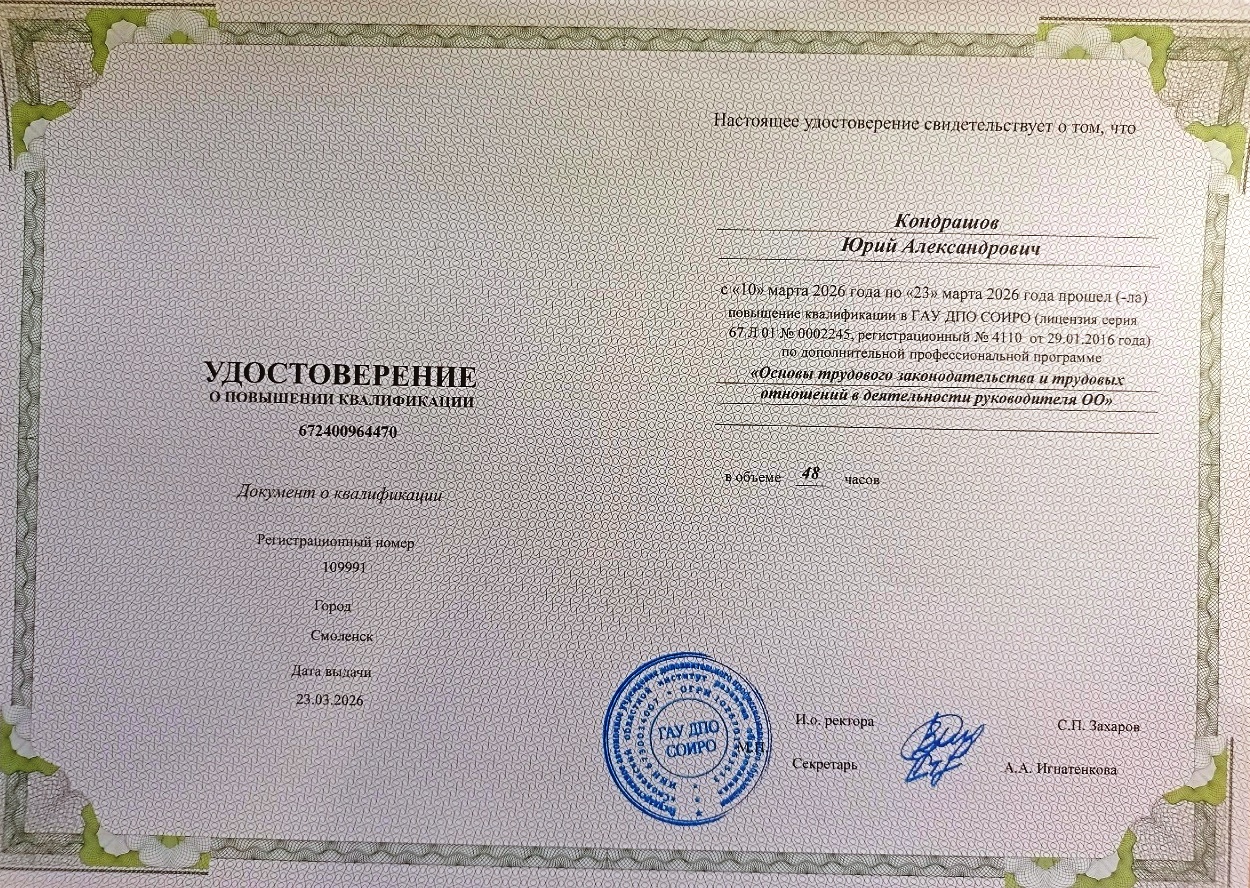 УДОСТОВЕРЕНИЕ
О ПОВЫШЕНИИ КВАЛИФИКАЦИИ
672400964470
Документ о квалификации
Регистрационный номер
109991
Город
Смоленск
Дата выдачи
23.03.2026
Настоящее удостоверение свидетельствует о том, что
Кондрашов
Юрий Александрович
с «10» марта 2026 года по «23» марта 2026 года прошел (-ла)
повышение квалификации в ГАУ ДПО СОИРО (лицензия серия
67 Л 01 № 0002245, регистрационный № 4110 от 29.01.2016 года)
по дополнительной профессиональной программе
«Основы трудового законодательства и трудовых
отношений в деятельности руководителя ОО»
в объеме 48 часов
ГАУ ДПО
СОИРО
М.П.
И.о. ректора С.П. Захаров
Секретарь А.А. Игнатенкова